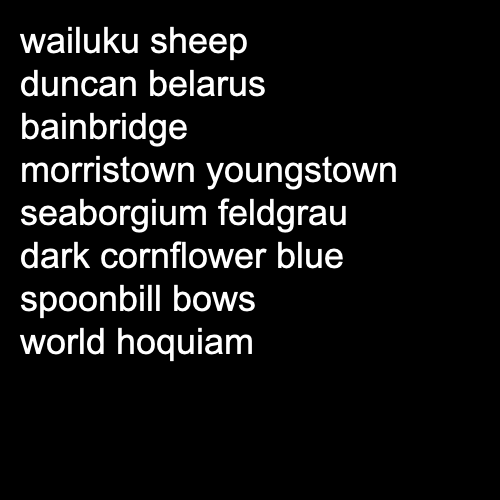 wailuku sheep
duncan belarus
bainbridge
morristown youngstown
seaborgium feldgrau
dark cornflower blue
spoonbill bows
world hoquiam